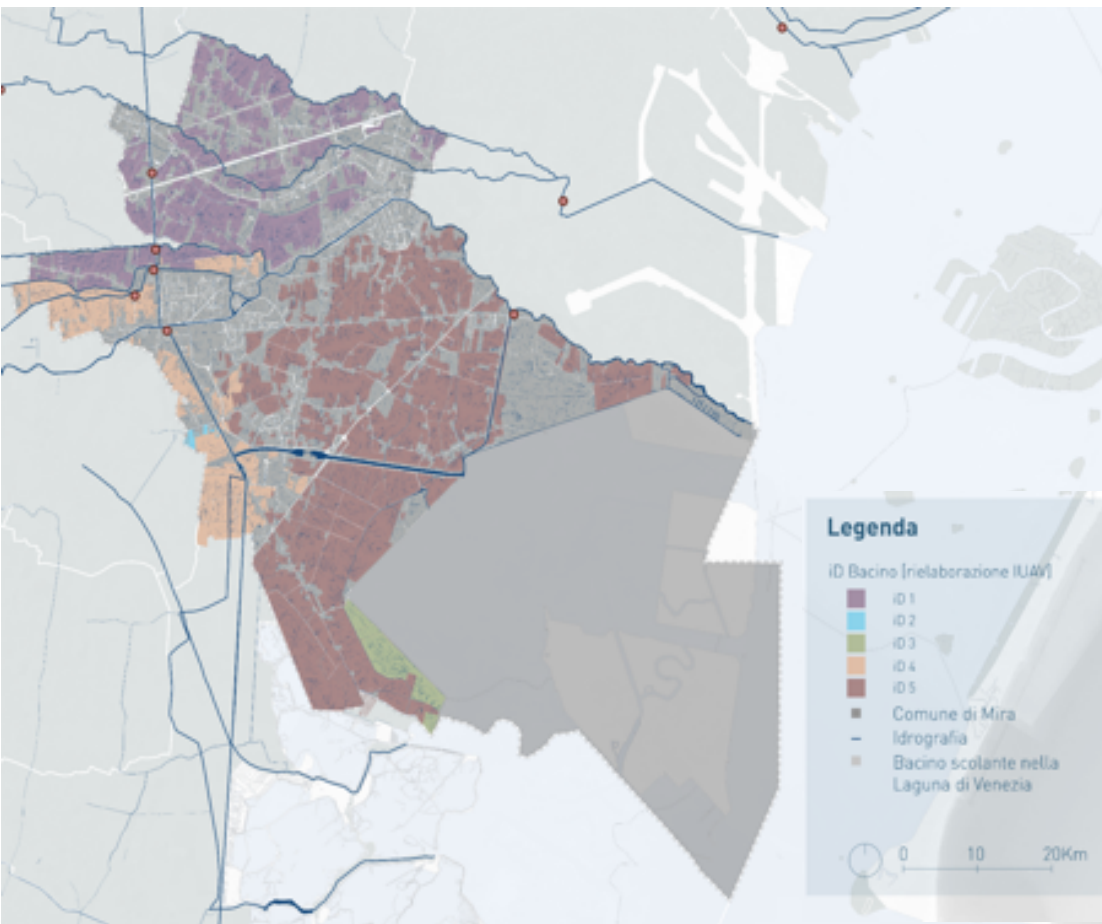 Legenda
iD Bacino (rielaborazione IUAV)
iD 1
iD 2
iD 3
iD 4
iD 5
Comune di Mira
Idrografia
Bacino scolante nella
Laguna di Venezia
0 10 20Km